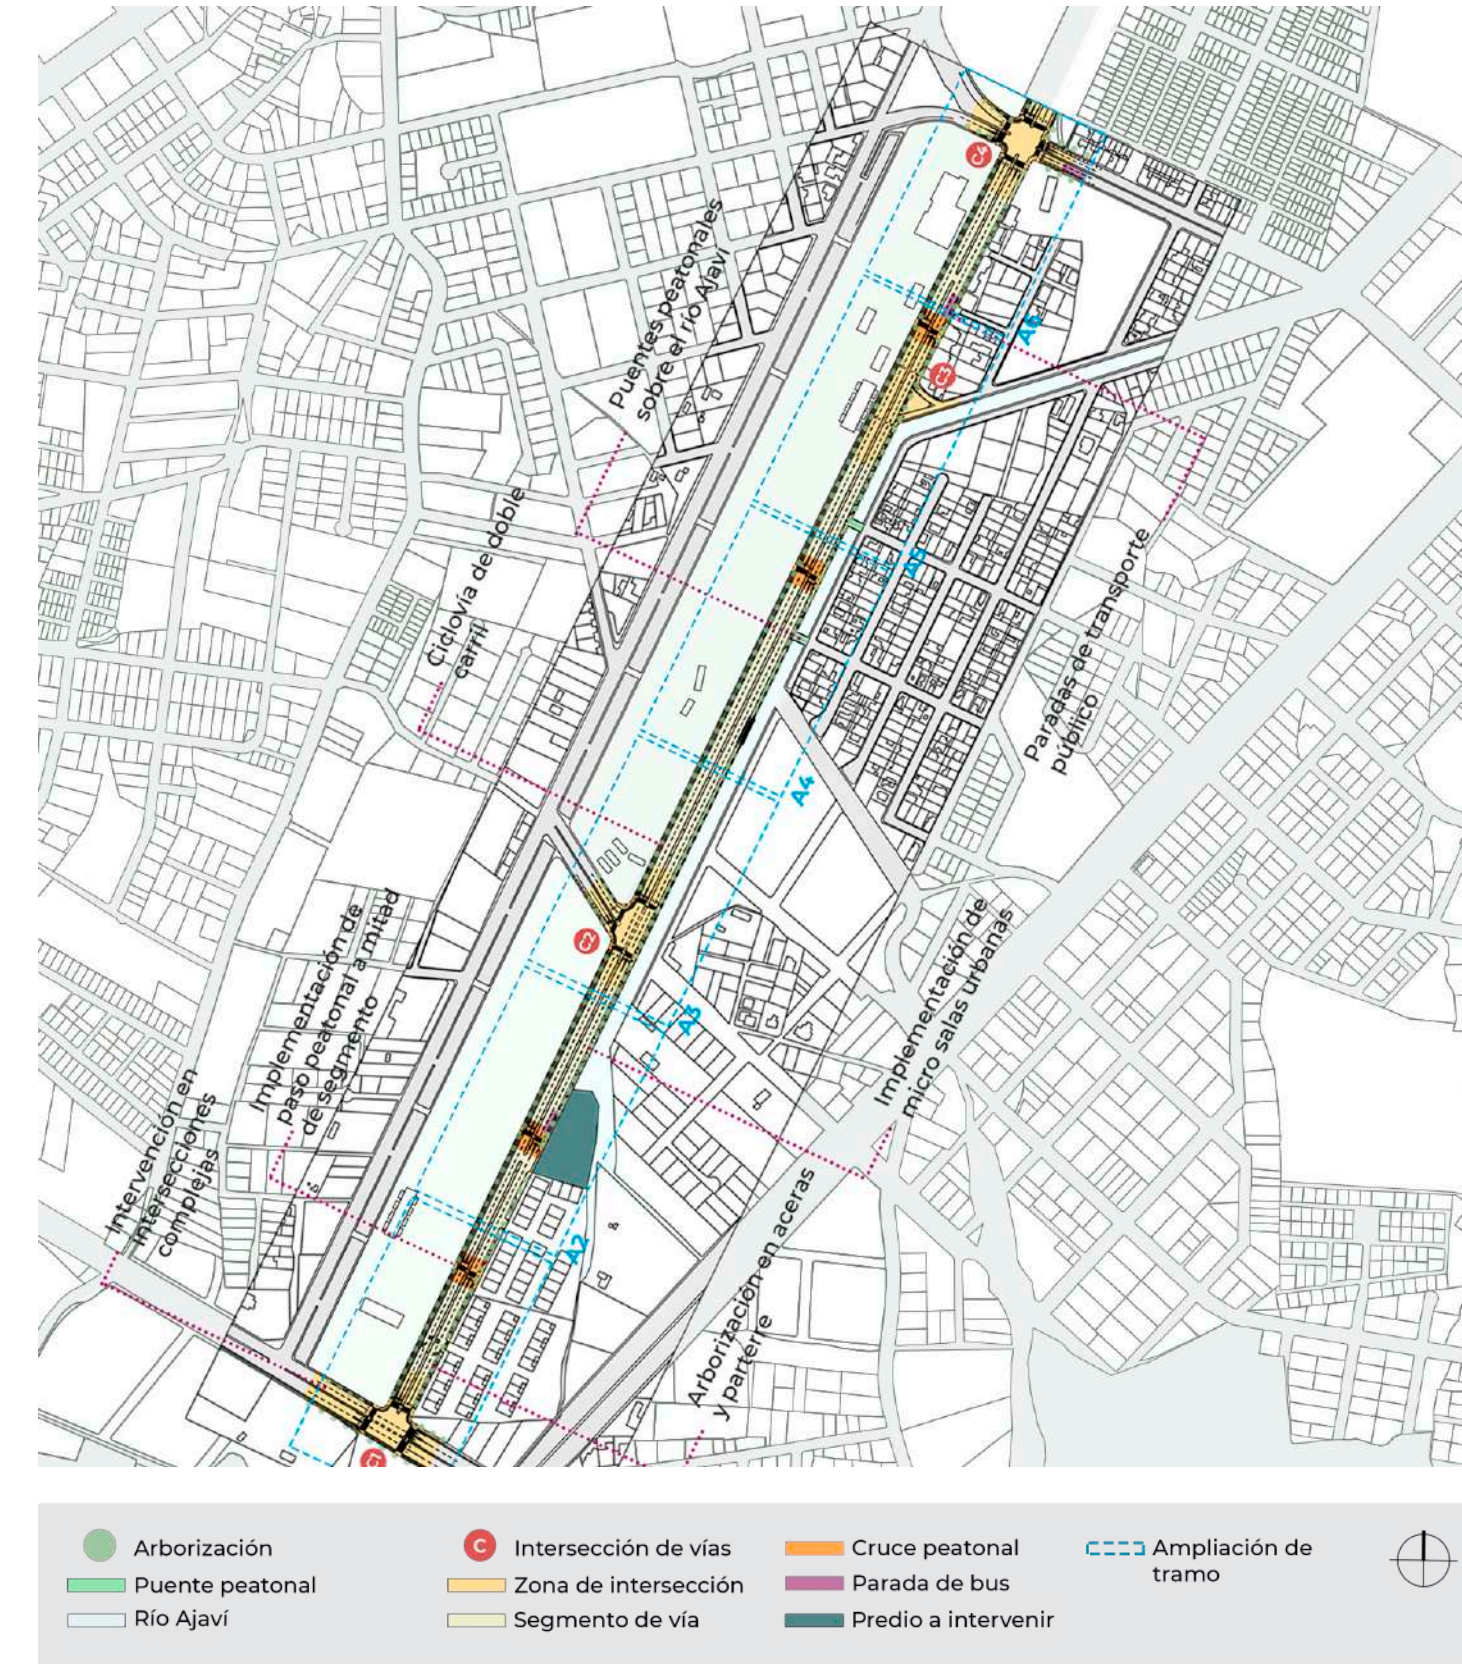 C4
Puentes peatonales
sobre el río Ajaví
A6
C3
Ciclovía de doble
carril
A5
Paradas de transporte
público
A4
Implementación de
paso peatonal a mitad
de segmento
C2
Implementación de
micro salas urbanas
A3
Intervención en
intersecciones
complejas
A2
Arborización en aceras
y parterre
C1
Arborización
Puente peatonal
Río Ajaví
C
Intersección de vías
Zona de intersección
Segmento de vía
Cruce peatonal
Parada de bus
Predio a intervenir
Ampliación de
tramo